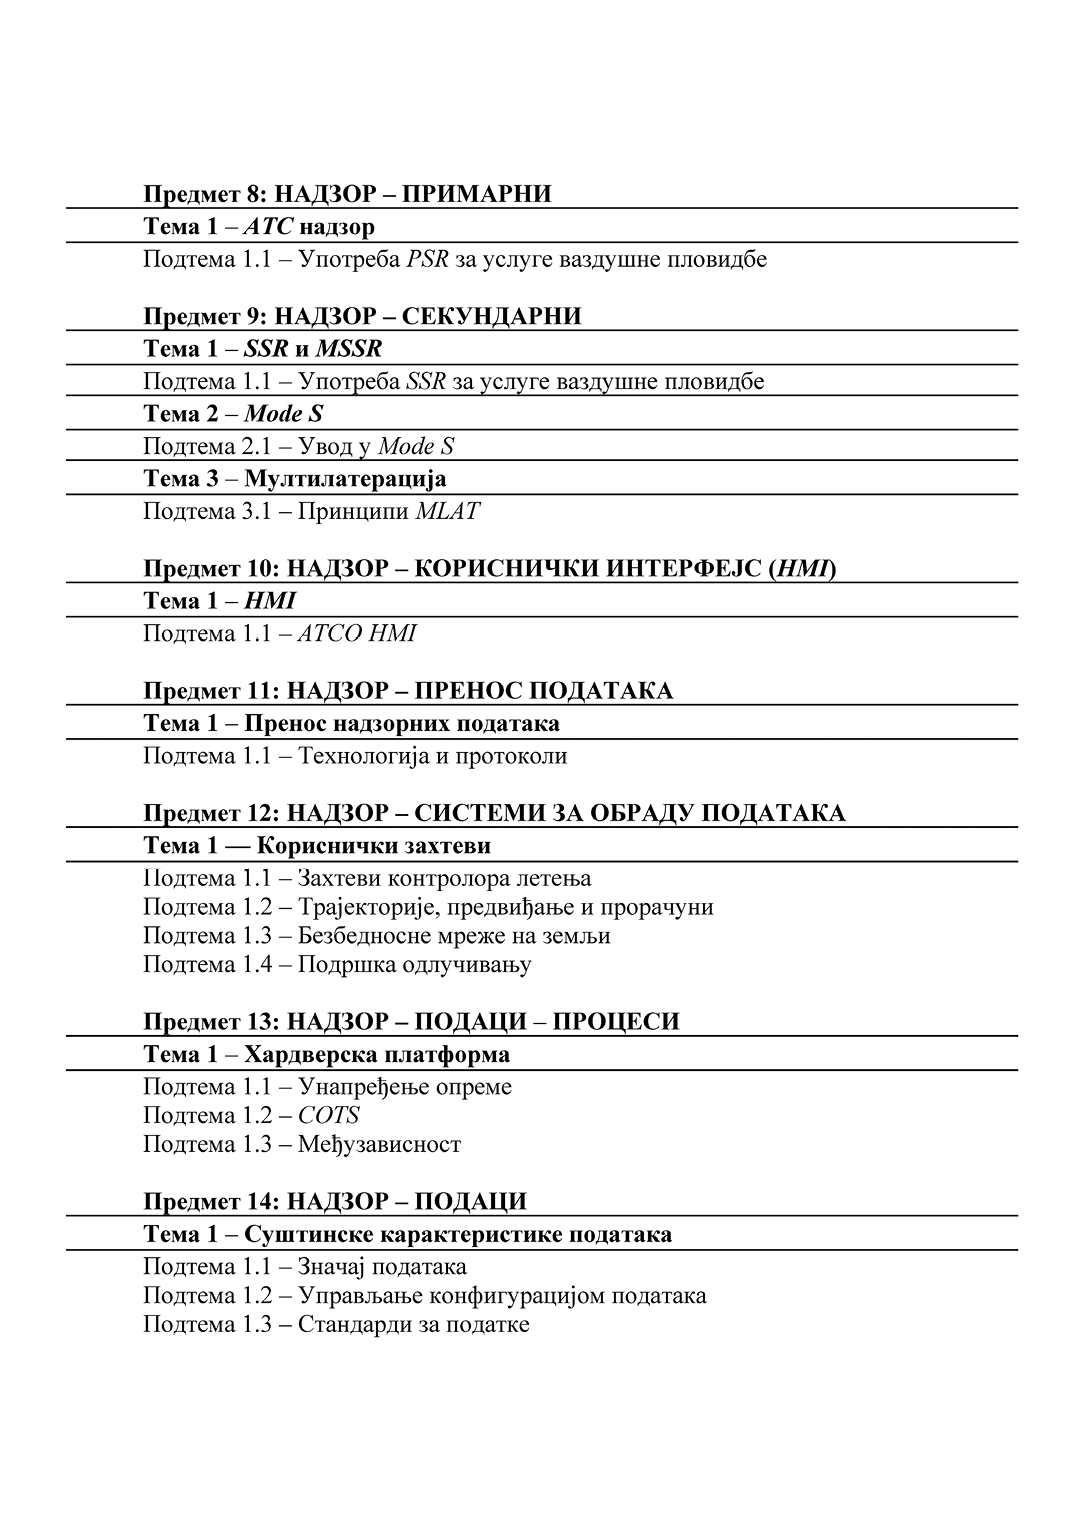 Предмет 8: НАДЗОР – ПРИМАРНИ
Тема 1 – ATC надзор
Подтема 1.1 – Употреба PSR за услуге ваздушне пловидбе
Предмет 9: НАДЗОР – СЕКУНДАРНИ
Тема 1 – SSR и MSSR
Подтема 1.1 – Употреба SSR за услуге ваздушне пловидбе
Тема 2 – Mode S
Подтема 2.1 – Увод у Mode S
Тема 3 – Мултилатерација
Подтема 3.1 – Принципи MLAT
Предмет 10: НАДЗОР – КОРИСНИЧКИ ИНТЕРФЕЈС (HMI)
Тема 1 – HMI
Подтема 1.1 – ATCO HMI
Предмет 11: НАДЗОР – ПРЕНОС ПОДАТАКА
Тема 1 – Пренос надзорних података
Подтема 1.1 – Технологија и протоколи
Предмет 12: НАДЗОР – СИСТЕМИ ЗА ОБРАДУ ПОДАТАКА
Тема 1 — Кориснички захтеви
Подтема 1.1 – Захтеви контролора летења
Подтема 1.2 – Трајекторије, предвиђање и прорачуни
Подтема 1.3 – Безбедносне мреже на земљи
Подтема 1.4 – Подршка одлучивању
Предмет 13: НАДЗОР – ПОДАЦИ – ПРОЦЕСИ
Тема 1 – Хардверска платформа
Подтема 1.1 – Унапређење опреме
Подтема 1.2 – COTS
Подтема 1.3 – Међузависност
Предмет 14: НАДЗОР – ПОДАЦИ
Тема 1 – Суштинске карактеристике података
Подтема 1.1 – Значај података
Подтема 1.2 – Управљање конфигурацијом података
Подтема 1.3 – Стандарди за податке